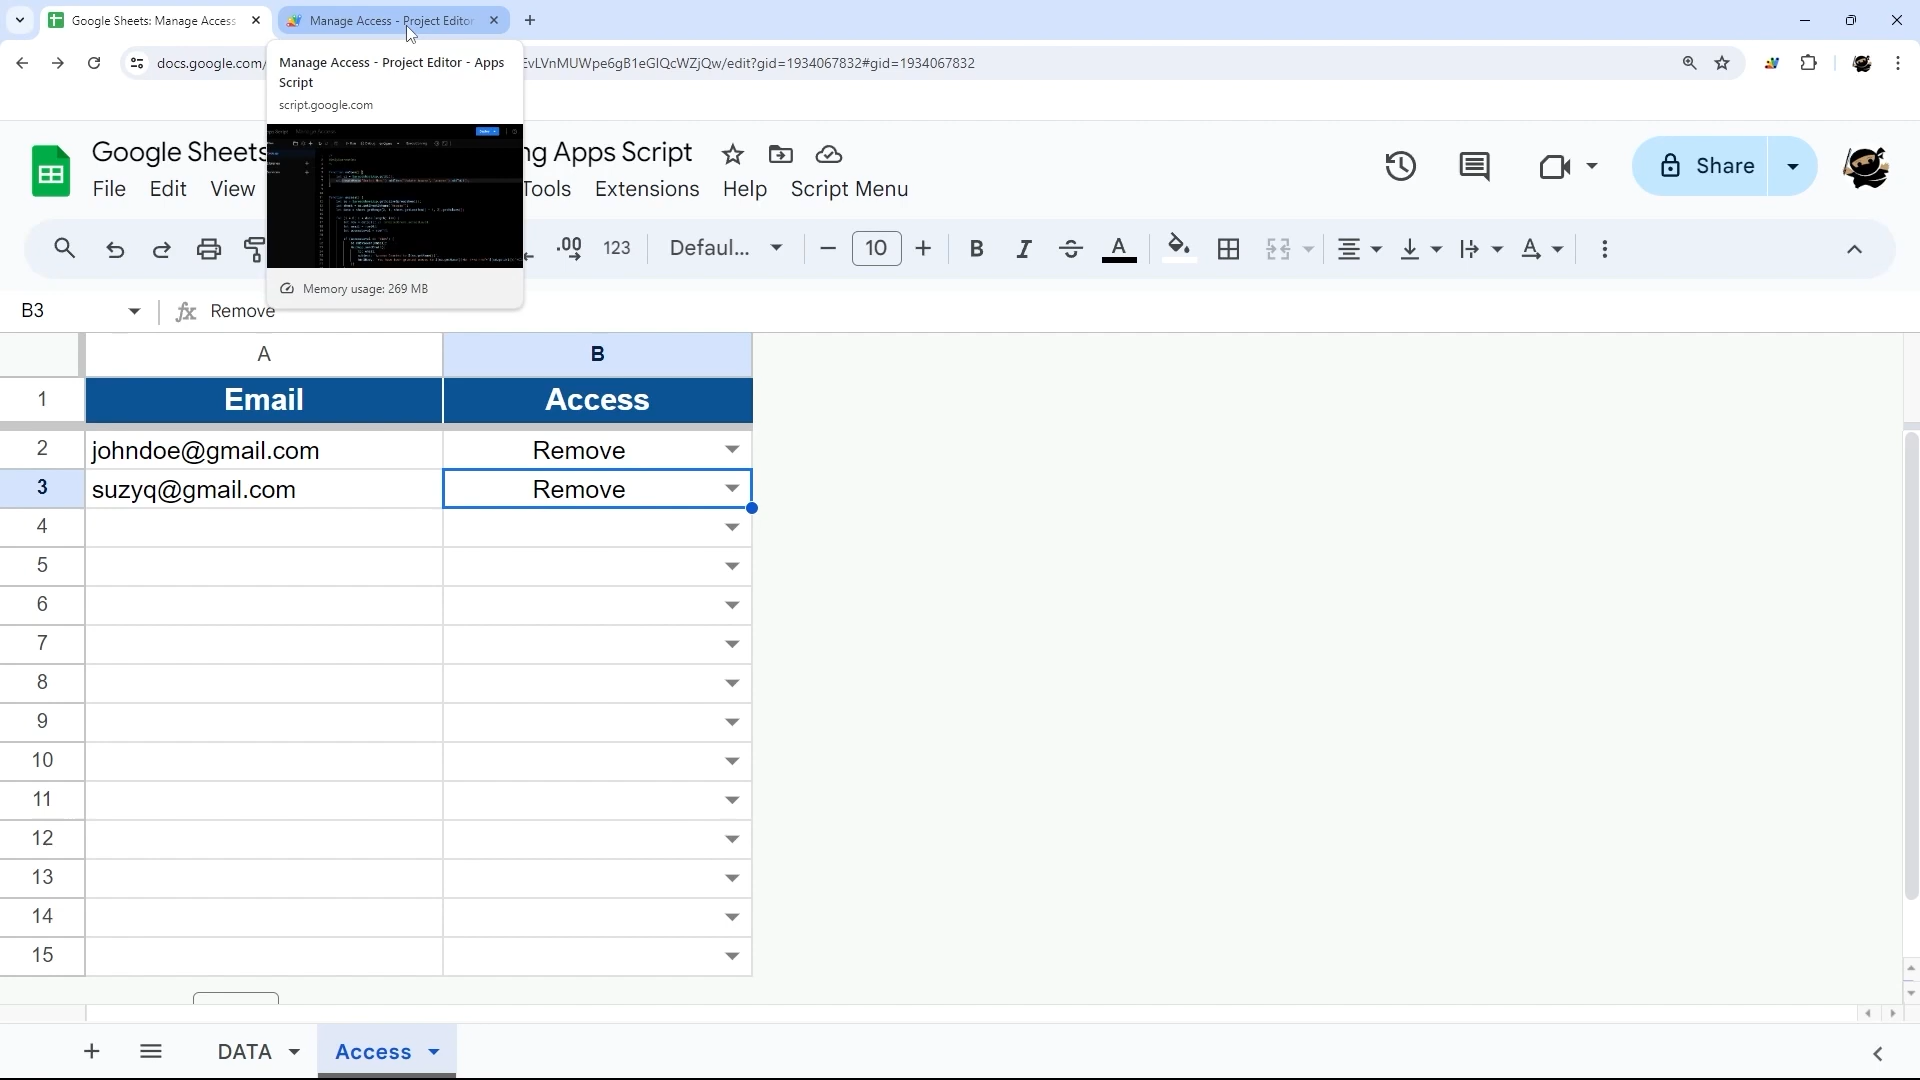 Google Sheets: Manage Access
Manage Access - Project Editor
docs.google.com/
EvLVnMUWpe6gB1eGlQcWZjQw/edit?gid=1934067832#gid=1934067832
Manage Access - Project Editor - Apps
Script
script.google.com
Memory usage: 269 MB
Google Sheets
ng Apps Script
Share
File Edit View
Tools Extensions Help Script Menu
.00 123 Defaul... 10 B I S A A
B3 fx Remove
A B
1 Email Access
2 johndoe@gmail.com Remove
3 suzyq@gmail.com Remove
4
5
6
7
8
9
10
11
12
13
14
15
DATA Access